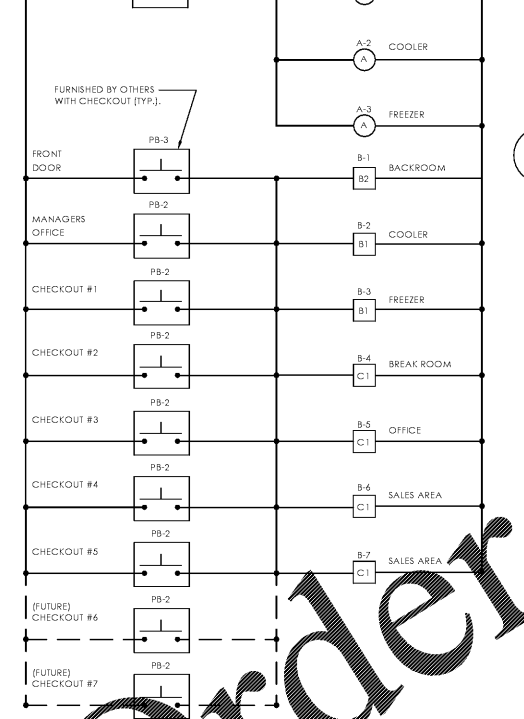 A-2
COOLER
A
FURNISHED BY OTHERS
WITH CHECKOUT (TYP.).
A-3
FREEZER
A
PB-3
FRONT
DOOR
B-1
BACKROOM
B2
PB-2
MANAGERS
OFFICE
B-2
COOLER
B1
PB-2
CHECKOUT #1
B-3
FREEZER
B1
PB-2
CHECKOUT #2
B-4
BREAK ROOM
C1
PB-2
CHECKOUT #3
B-5
OFFICE
C1
PB-2
CHECKOUT #4
B-6
SALES AREA
C1
PB-2
CHECKOUT #5
B-7
SALES AREA
C1
PB-2
(FUTURE)
CHECKOUT #6
PB-2
(FUTURE)
CHECKOUT #7
order